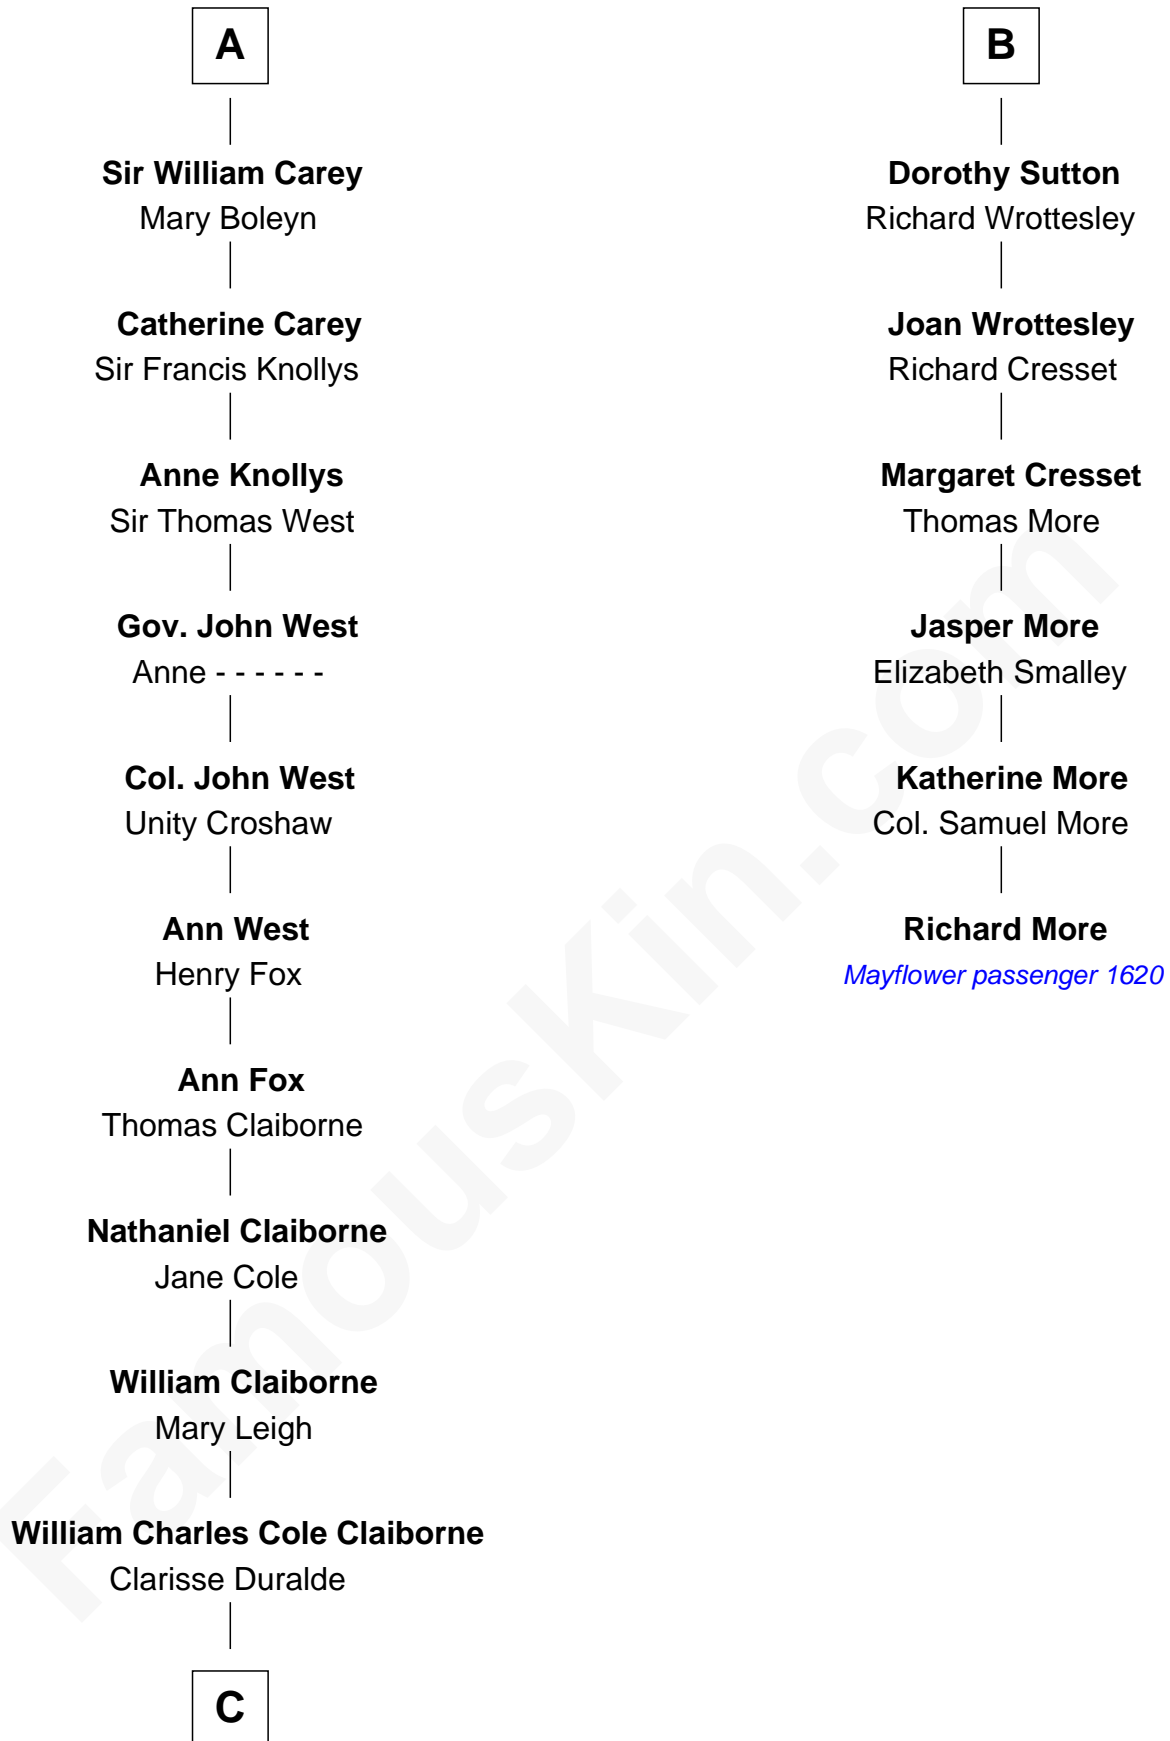 A
Sir William Carey
Mary Boleyn
Catherine Carey
Sir Francis Knollys
Anne Knollys
Sir Thomas West
Gov. John West
Anne - - - - - -
Col. John West
Unity Croshaw
Ann West
Henry Fox
Ann Fox
Thomas Claiborne
Nathaniel Claiborne
Jane Cole
William Claiborne
Mary Leigh
William Charles Cole Claiborne
Clarisse Duralde
C
B
Dorothy Sutton
Richard Wrottesley
Joan Wrottesley
Richard Cresset
Margaret Cresset
Thomas More
Jasper More
Elizabeth Smalley
Katherine More
Col. Samuel More
Richard More
Mayflower passenger 1620
FamousKin.com